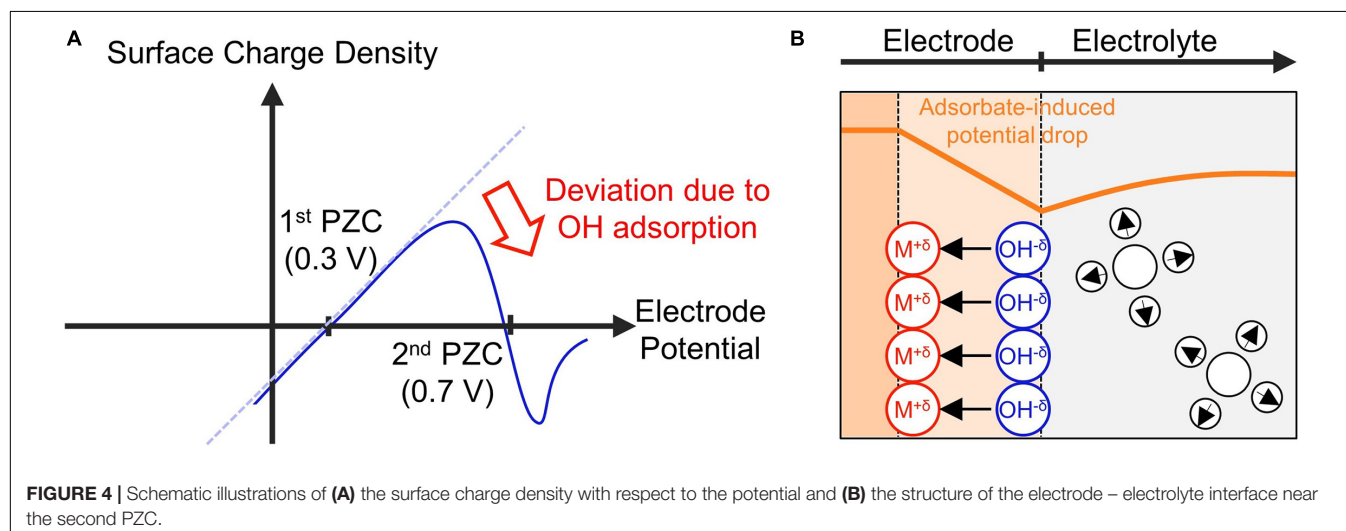 A
Surface Charge Density
1st PZC
(0.3 V)
Deviation due to
OH adsorption
Electrode
Potential
2nd PZC
(0.7 V)
B
Electrode
Electrolyte
Adsorbate-induced
potential drop
M+δ OH-δ
M+δ OH-δ
M+δ OH-δ
M+δ OH-δ
FIGURE 4 | Schematic illustrations of (A) the surface charge density with respect to the potential and (B) the structure of the electrode – electrolyte interface near
the second PZC.